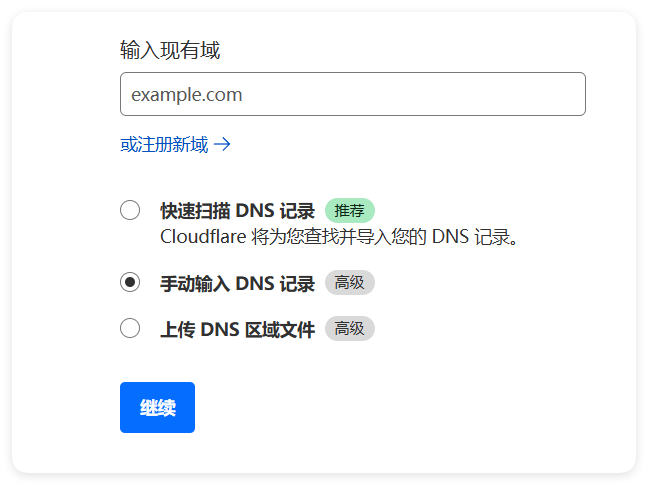 输入现有域
example.com
或注册新域 →
快速扫描 DNS 记录 推荐
Cloudflare 将为您查找并导入您的 DNS 记录。
手动输入 DNS 记录 高级
上传 DNS 区域文件 高级
继续